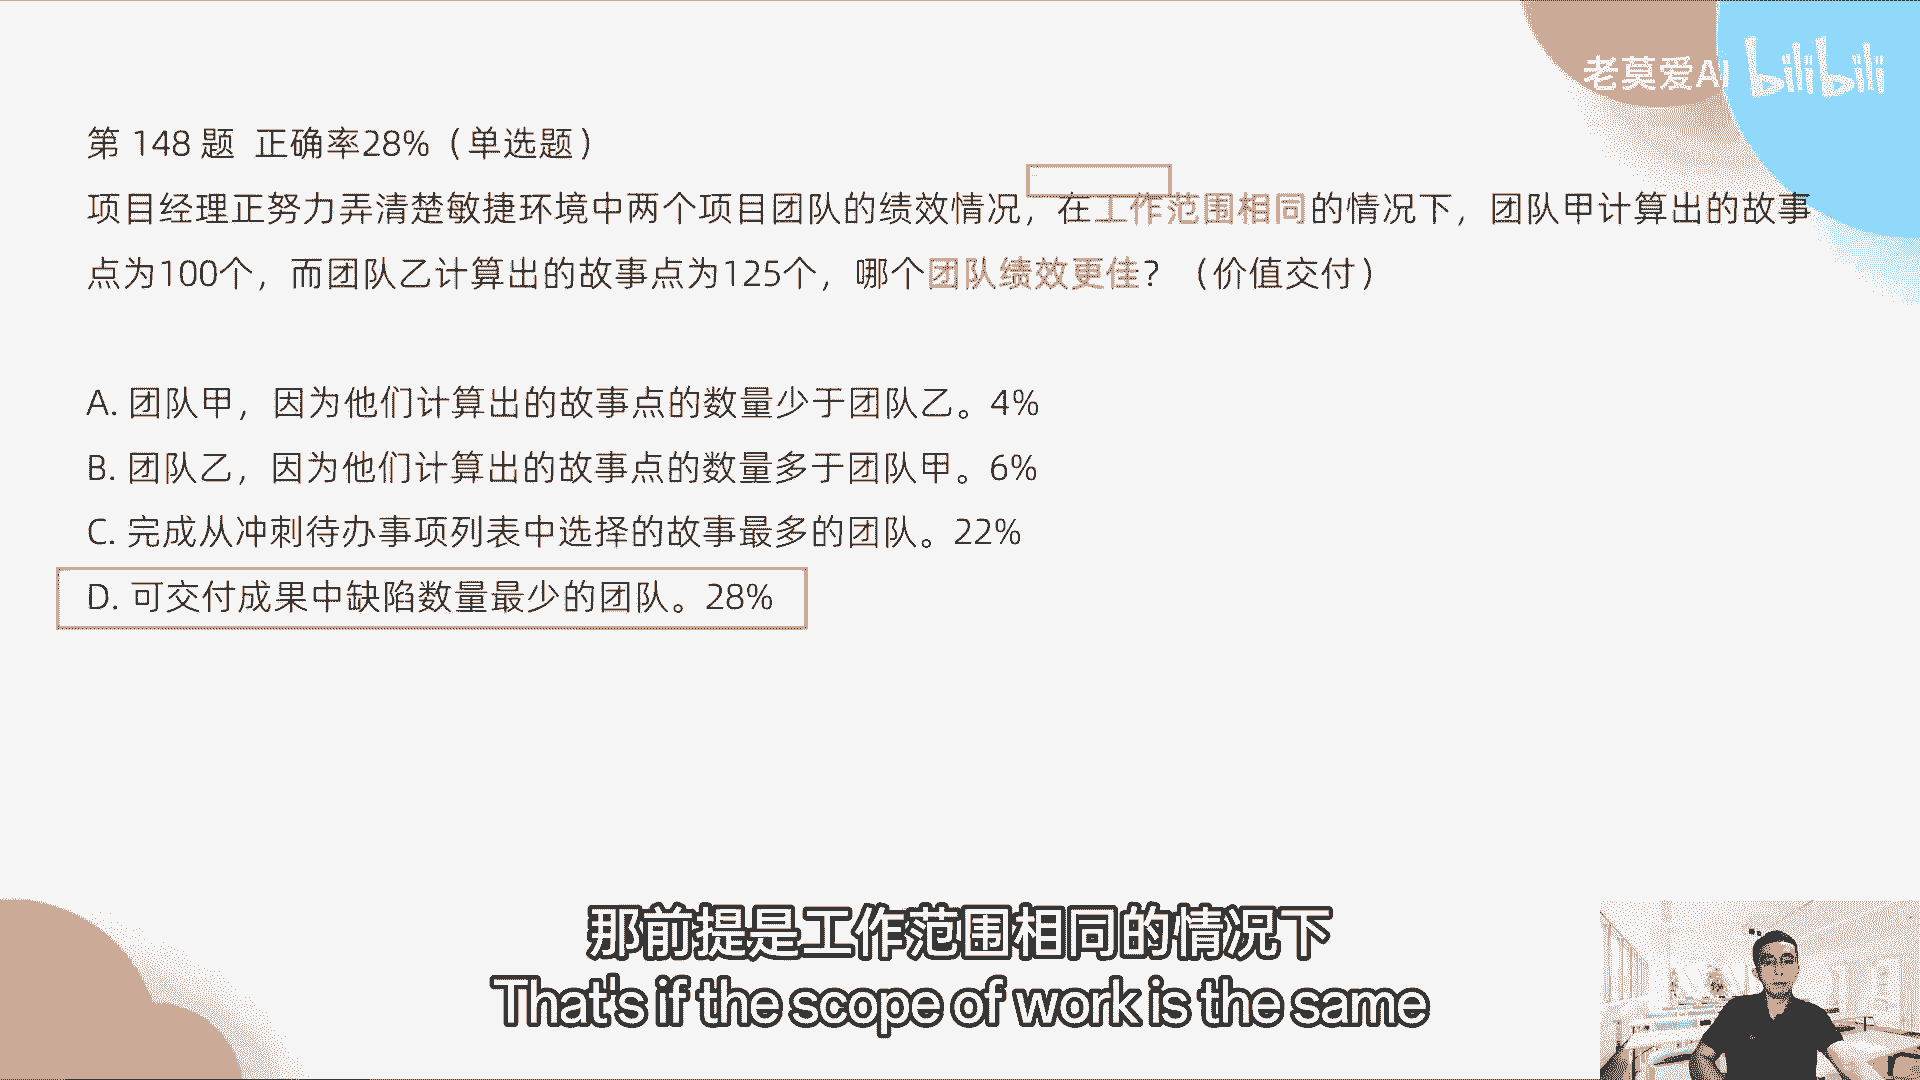 老莫爱AI bilibili
第 148 题 正确率28%（单选题）
项目经理正努力弄清楚敏捷环境中两个项目团队的绩效情况，在工作范围相同的情况下，团队甲计算出的故事
点为100个，而团队乙计算出的故事点为125个，哪个团队绩效更佳？（价值交付）
A. 团队甲，因为他们计算出的故事点的数量少于团队乙。4%
B. 团队乙，因为他们计算出的故事点的数量多于团队甲。6%
C. 完成从冲刺待办事项列表中选择的故事最多的团队。22%
D. 可交付成果中缺陷数量最少的团队。28%
那前提是工作范围相同的情况下
That's if the scope of work is the same